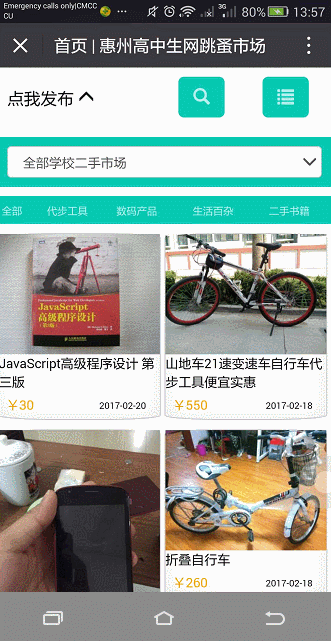 Emergency calls only|CMCC
CU
3G
80%
13:57
首页 | 惠州高中生网跳蚤市场
点我发布
全部学校二手市场
全部 代步工具 数码产品 生活百杂 二手书籍
JavaScript
高级程序设计
(第3版)
JavaScript高级程序设计 第
三版
¥30 2017-02-20
山地车21速变速车自行车代
步工具便宜实惠
¥550 2017-02-18
折叠自行车
¥260 2017-02-18